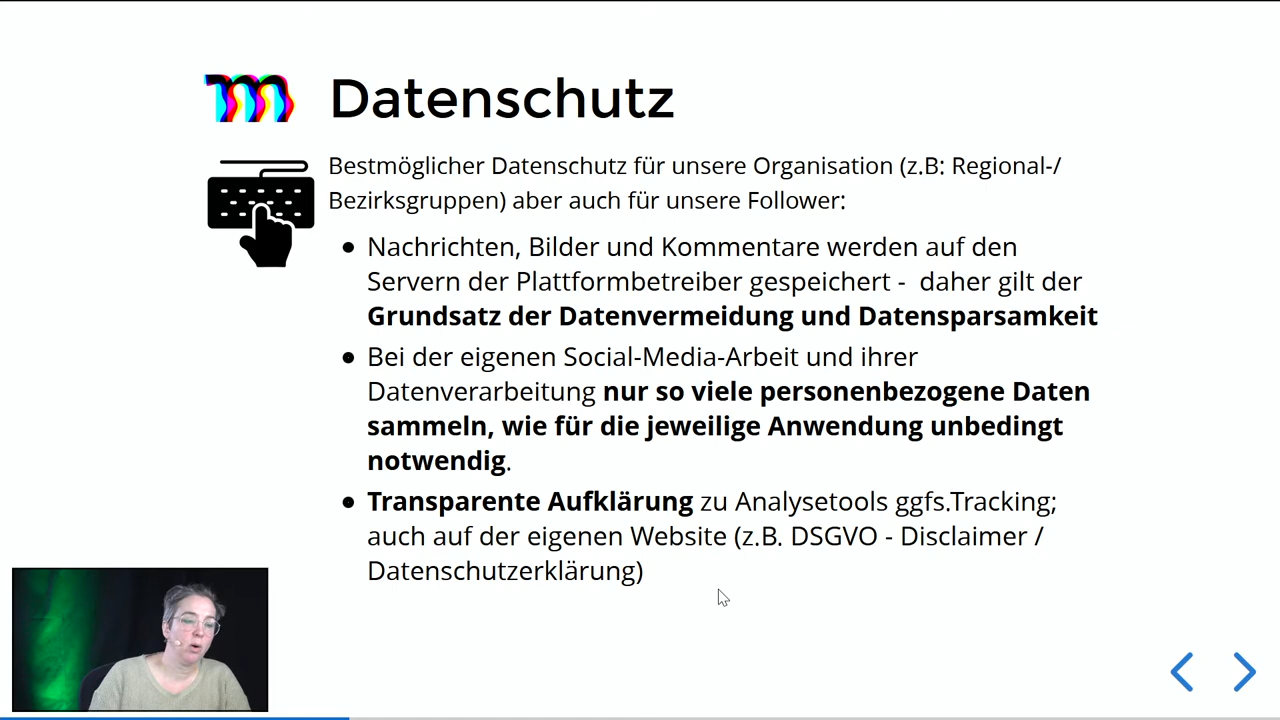 m Datenschutz
Bestmöglicher Datenschutz für unsere Organisation (z.B: Regional-/
Bezirksgruppen) aber auch für unsere Follower:
• Nachrichten, Bilder und Kommentare werden auf den
Servern der Plattformbetreiber gespeichert -  daher gilt der
Grundsatz der Datenvermeidung und Datensparsamkeit
• Bei der eigenen Social-Media-Arbeit und ihrer
Datenverarbeitung nur so viele personenbezogene Daten
sammeln, wie für die jeweilige Anwendung unbedingt
notwendig.
• Transparente Aufklärung zu Analysetools ggfs.Tracking;
auch auf der eigenen Website (z.B. DSGVO - Disclaimer /
Datenschutzerklärung)